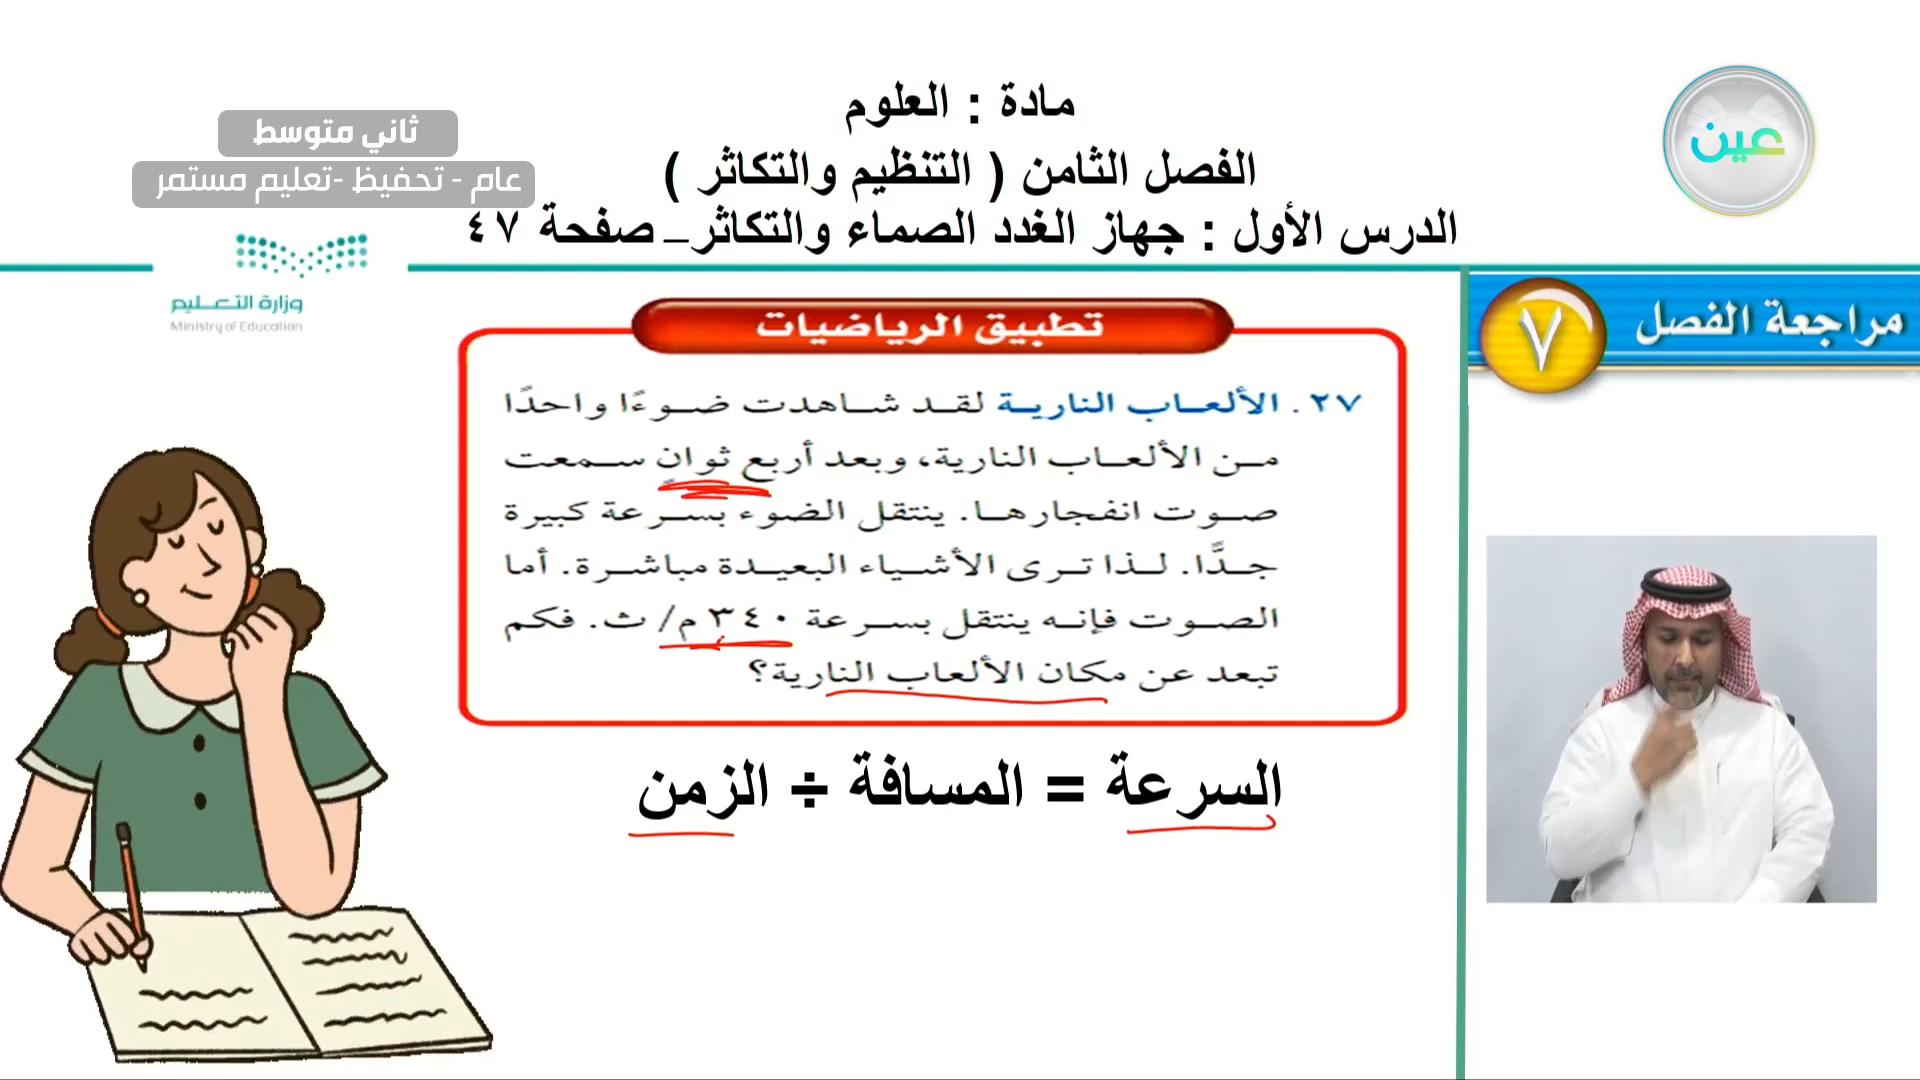 مادة : العلوم
الفصل الثامن ( التنظيم والتكاثر )
الدرس الأول : جهاز الغدد الصماء والتكاثر– صفحة ٤٧
ثاني متوسط
عام - تحفيظ -تعليم مستمر
عين
وزارة التعليم
Ministry of Education
مراجعة الفصل ٧
تطبيق الرياضيات
٢٧. الألعاب النارية لقد شاهدت ضوءًا واحدًا
من الألعاب النارية، وبعد أربع ثوانٍ سمعت
صوت انفجارها. ينتقل الضوء بسرعة كبيرة
جدًّا. لذا ترى الأشياء البعيدة مباشرة. أما
الصوت فإنه ينتقل بسرعة ٣٤٠ م/ ث. فكم
تبعد عن مكان الألعاب النارية؟
السرعة = المسافة ÷ الزمن